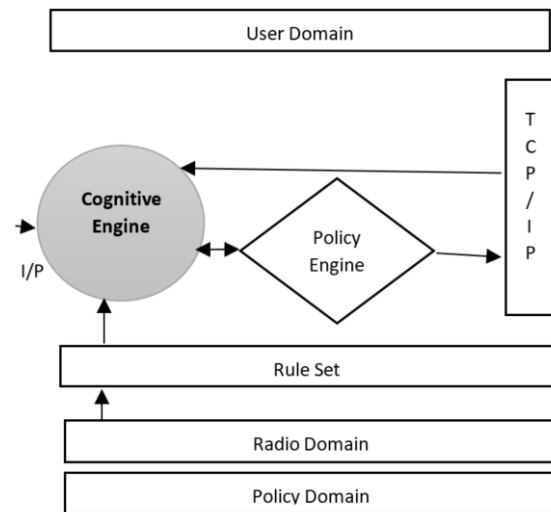 User Domain
T
C
P
/
I
P
Cognitive
Engine
Policy
Engine
I/P
Rule Set
Radio Domain
Policy Domain